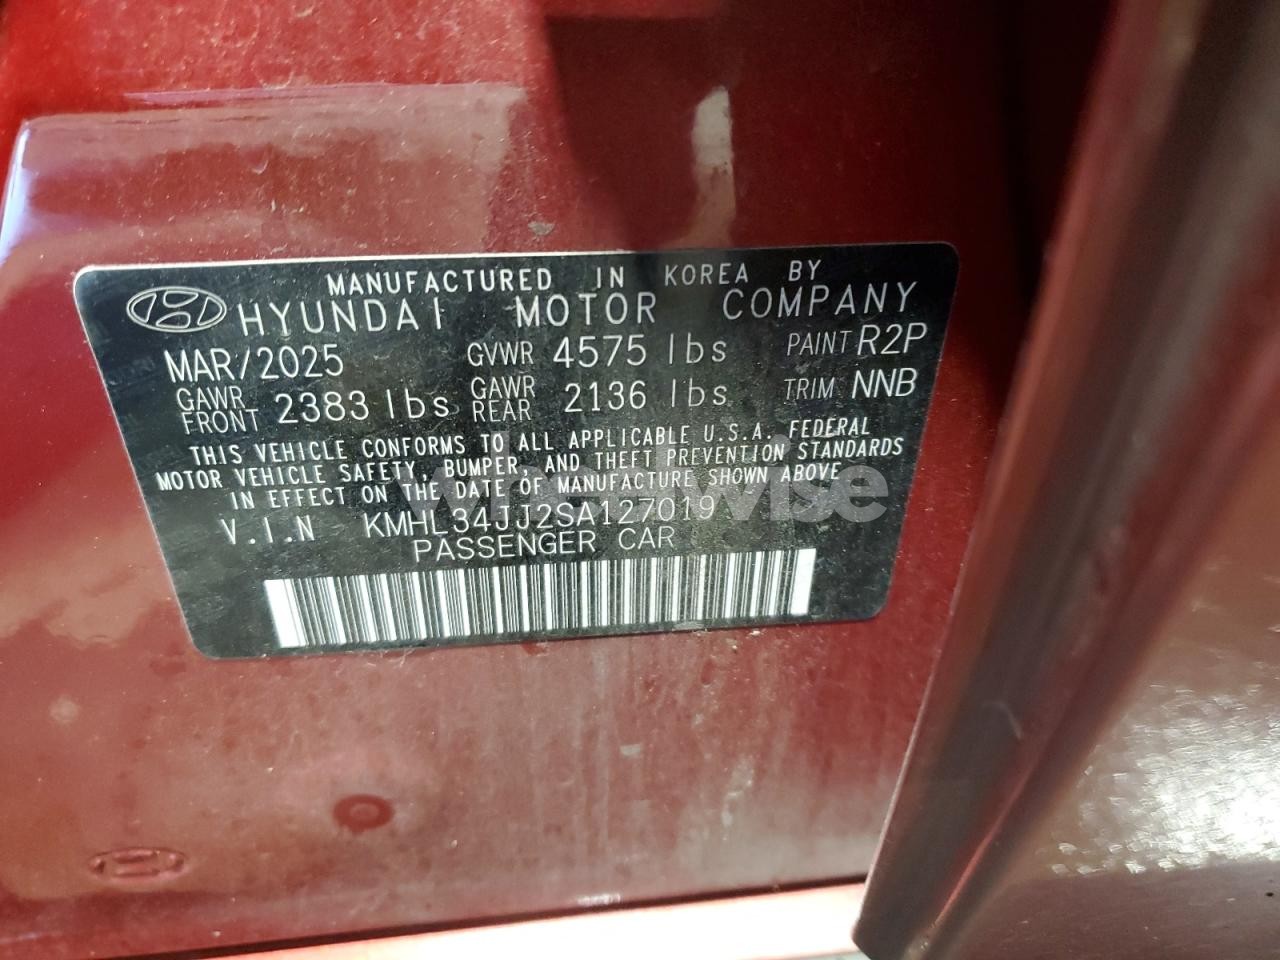 MANUFACTURED IN KOREA BY
HYUNDAI MOTOR COMPANY
MAR/2025 GVWR 4575 lbs PAINT R2P
GAWR FRONT 2383 lbs GAWR REAR 2136 lbs TRIM NNB
THIS VEHICLE CONFORMS TO ALL APPLICABLE U.S.A. FEDERAL
MOTOR VEHICLE SAFETY, BUMPER, AND THEFT PREVENTION STANDARDS
IN EFFECT ON THE DATE OF MANUFACTURE SHOWN ABOVE
V.I.N KMHL34JJ2SA127019
PASSENGER CAR